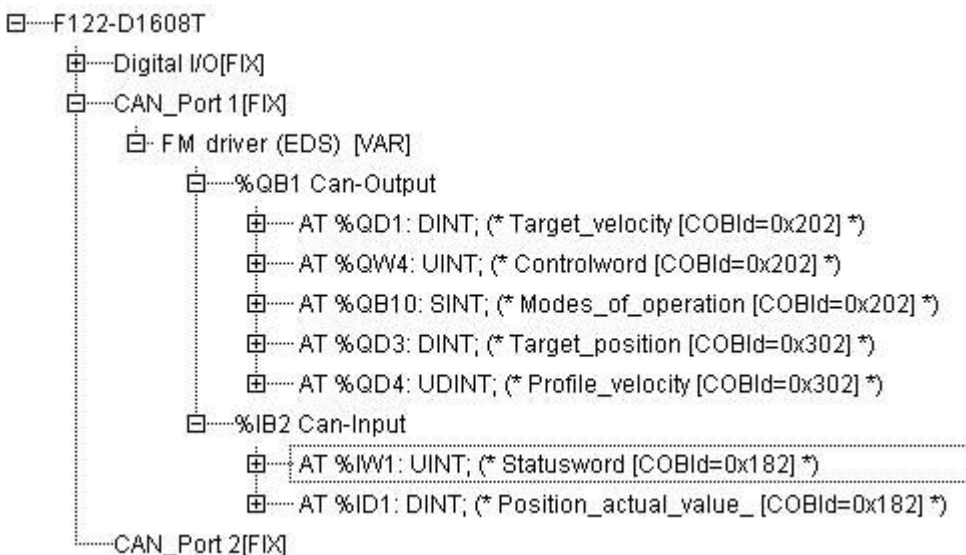 F122-D1608T
Digital I/O[FIX]
CAN_Port 1[FIX]
FM driver (EDS) [VAR]
%QB1 Can-Output
AT %QD1: DINT; (* Target_velocity [COBId=0x202] *)
AT %QW4: UINT; (* Controlword [COBId=0x202] *)
AT %QB10: SINT; (* Modes_of_operation [COBId=0x202] *)
AT %QD3: DINT; (* Target_position [COBId=0x302] *)
AT %QD4: UDINT; (* Profile_velocity [COBId=0x302] *)
%IB2 Can-Input
AT %IW1: UINT; (* Statusword [COBId=0x182] *)
AT %ID1: DINT; (* Position_actual_value_ [COBId=0x182] *)
CAN_Port 2[FIX]